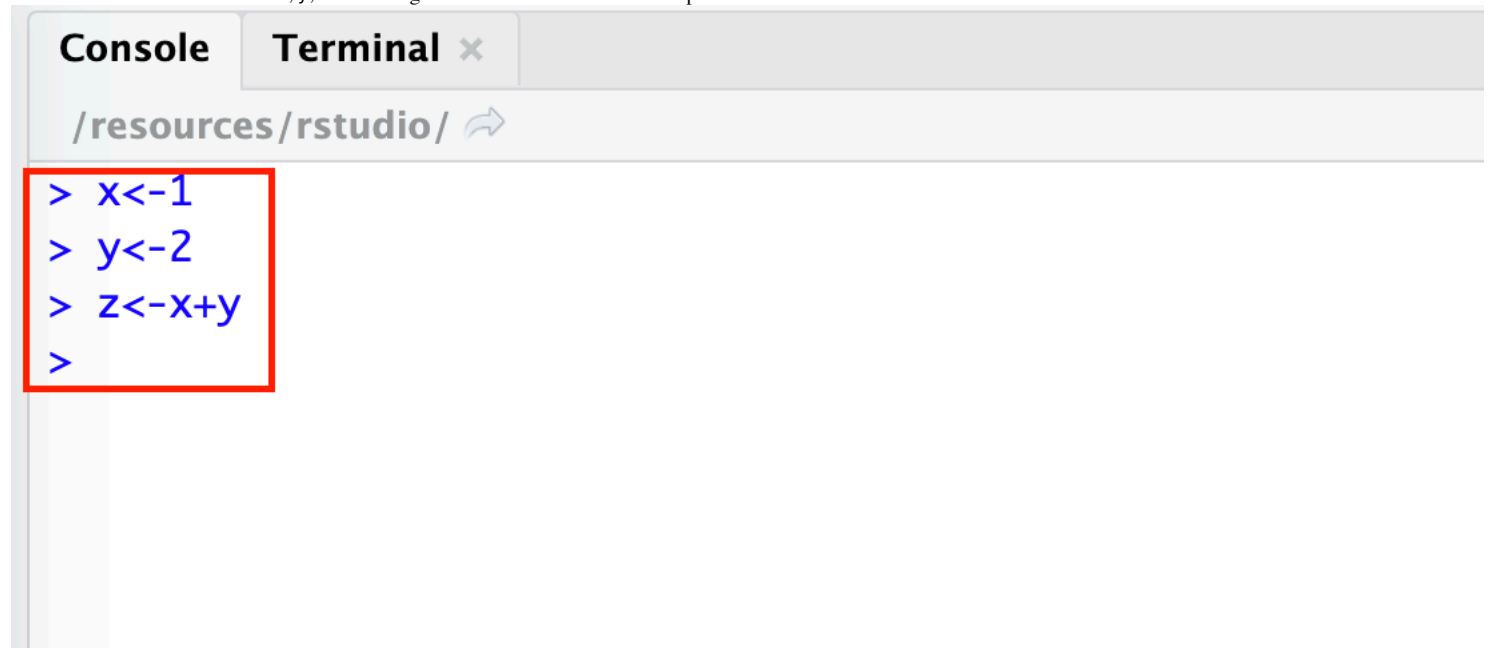 Console Terminal ×
/resources/rstudio/
> x<-1
> y<-2
> z<-x+y
>